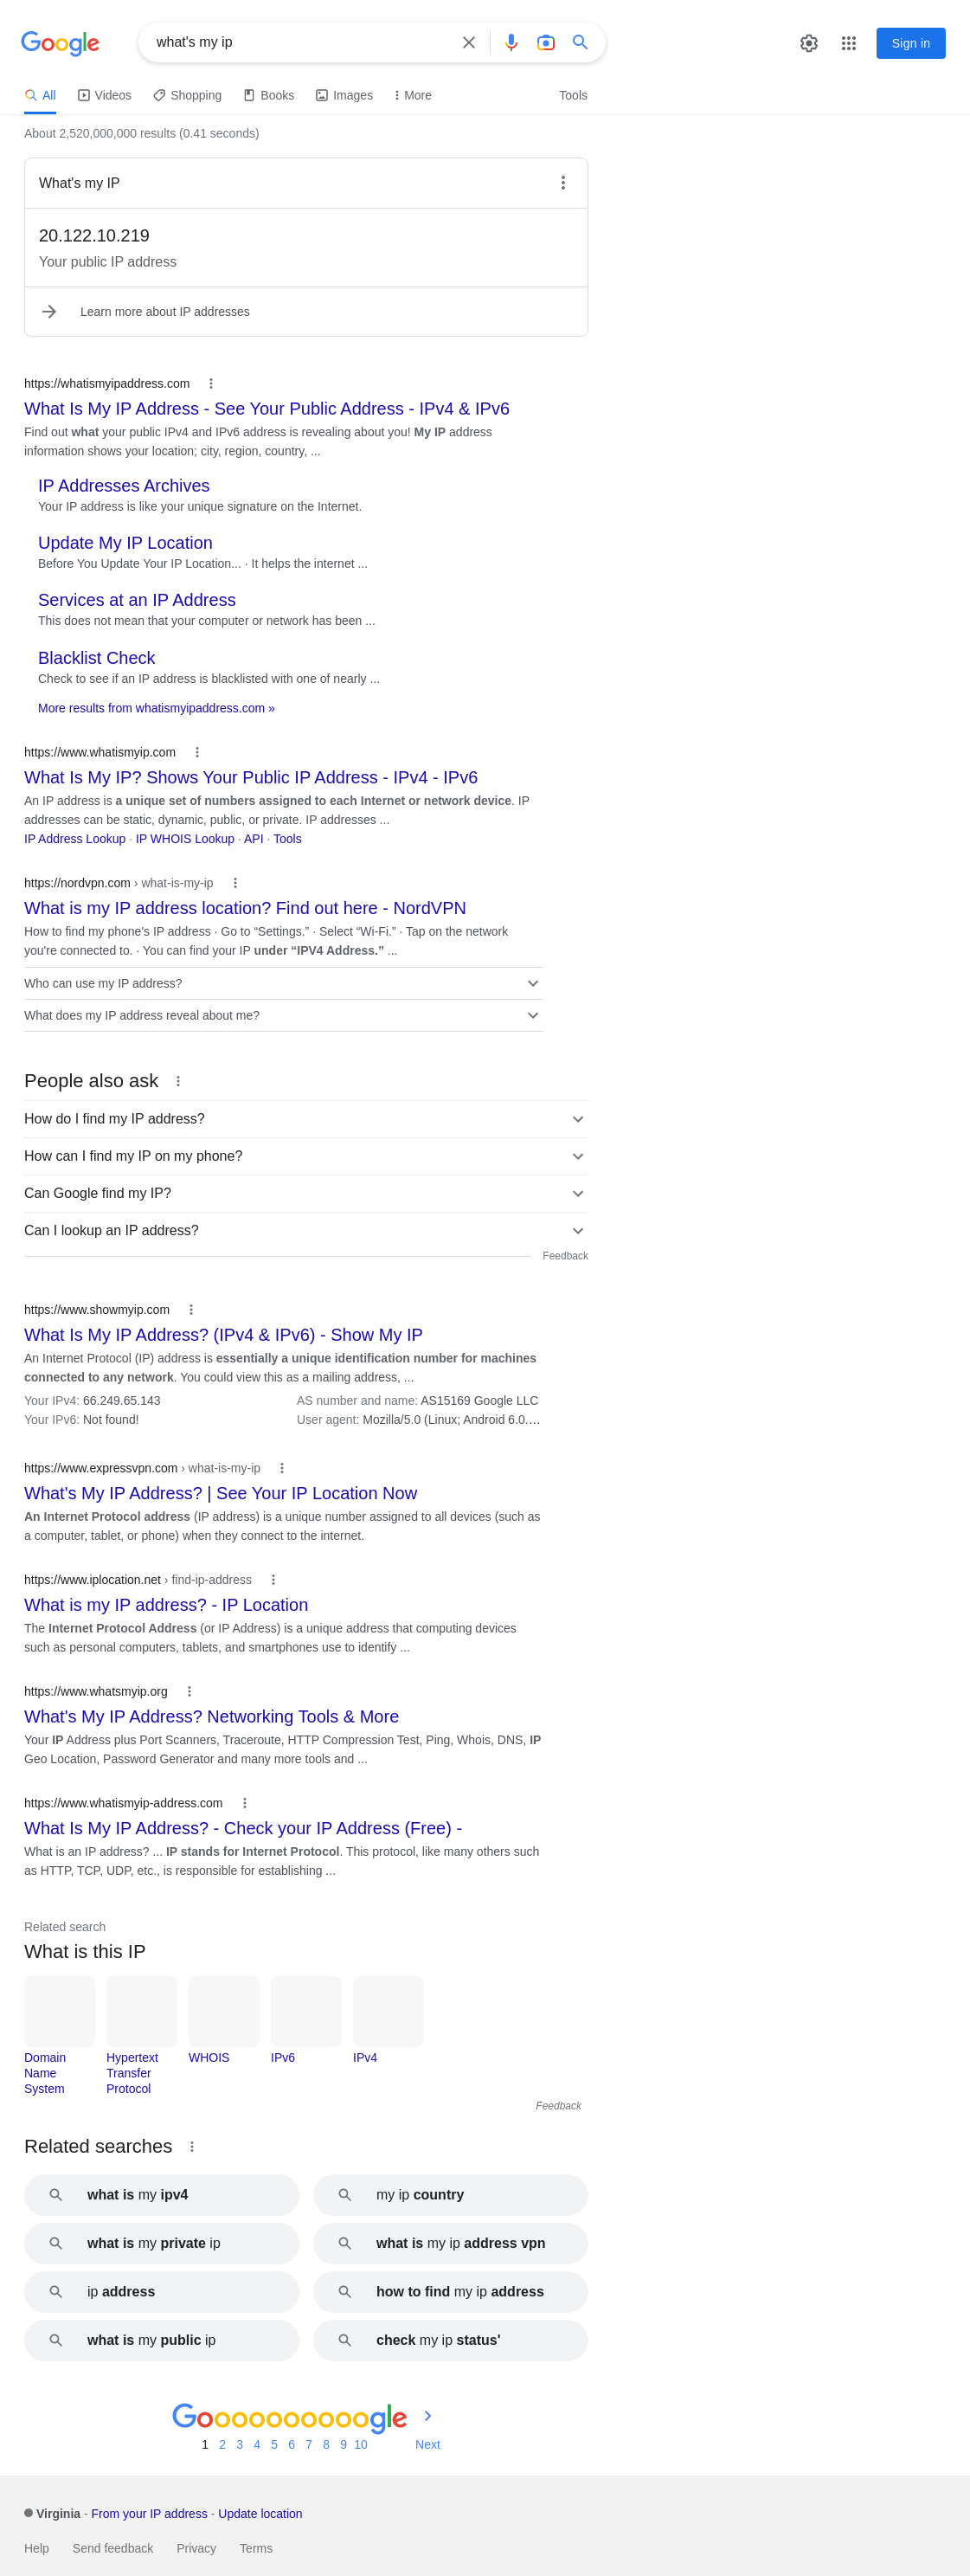 Google
what's my ip
Sign in
All
Videos
Shopping
Books
Images
More
Tools
About 2,520,000,000 results (0.41 seconds)
What's my IP
20.122.10.219
Your public IP address
Learn more about IP addresses
https://whatismyipaddress.com
What Is My IP Address - See Your Public Address - IPv4 & IPv6
Find out what your public IPv4 and IPv6 address is revealing about you! My IP address
information shows your location; city, region, country, ...
IP Addresses Archives
Your IP address is like your unique signature on the Internet.
Update My IP Location
Before You Update Your IP Location... · It helps the internet ...
Services at an IP Address
This does not mean that your computer or network has been ...
Blacklist Check
Check to see if an IP address is blacklisted with one of nearly ...
More results from whatismyipaddress.com »
https://www.whatismyip.com
What Is My IP? Shows Your Public IP Address - IPv4 - IPv6
An IP address is a unique set of numbers assigned to each Internet or network device. IP
addresses can be static, dynamic, public, or private. IP addresses ...
IP Address Lookup · IP WHOIS Lookup · API · Tools
https://nordvpn.com › what-is-my-ip
What is my IP address location? Find out here - NordVPN
How to find my phone's IP address · Go to “Settings.” · Select “Wi-Fi.” · Tap on the network
you're connected to. · You can find your IP under “IPV4 Address.” ...
Who can use my IP address?
What does my IP address reveal about me?
People also ask
How do I find my IP address?
How can I find my IP on my phone?
Can Google find my IP?
Can I lookup an IP address?
Feedback
https://www.showmyip.com
What Is My IP Address? (IPv4 & IPv6) - Show My IP
An Internet Protocol (IP) address is essentially a unique identification number for machines
connected to any network. You could view this as a mailing address, ...
Your IPv4: 66.249.65.143
AS number and name: AS15169 Google LLC
Your IPv6: Not found!
User agent: Mozilla/5.0 (Linux; Android 6.0....
https://www.expressvpn.com › what-is-my-ip
What's My IP Address? | See Your IP Location Now
An Internet Protocol address (IP address) is a unique number assigned to all devices (such as
a computer, tablet, or phone) when they connect to the internet.
https://www.iplocation.net › find-ip-address
What is my IP address? - IP Location
The Internet Protocol Address (or IP Address) is a unique address that computing devices
such as personal computers, tablets, and smartphones use to identify ...
https://www.whatsmyip.org
What's My IP Address? Networking Tools & More
Your IP Address plus Port Scanners, Traceroute, HTTP Compression Test, Ping, Whois, DNS, IP
Geo Location, Password Generator and many more tools and ...
https://www.whatismyip-address.com
What Is My IP Address? - Check your IP Address (Free) -
What is an IP address? ... IP stands for Internet Protocol. This protocol, like many others such
as HTTP, TCP, UDP, etc., is responsible for establishing ...
Related search
What is this IP
Domain
Name
System
Hypertext
Transfer
Protocol
WHOIS
IPv6
IPv4
Feedback
Related searches
what is my ipv4
my ip country
what is my private ip
what is my ip address vpn
ip address
how to find my ip address
what is my public ip
check my ip status'
Goooooooooogle
1 2 3 4 5 6 7 8 9 10 Next
Virginia - From your IP address - Update location
Help
Send feedback
Privacy
Terms